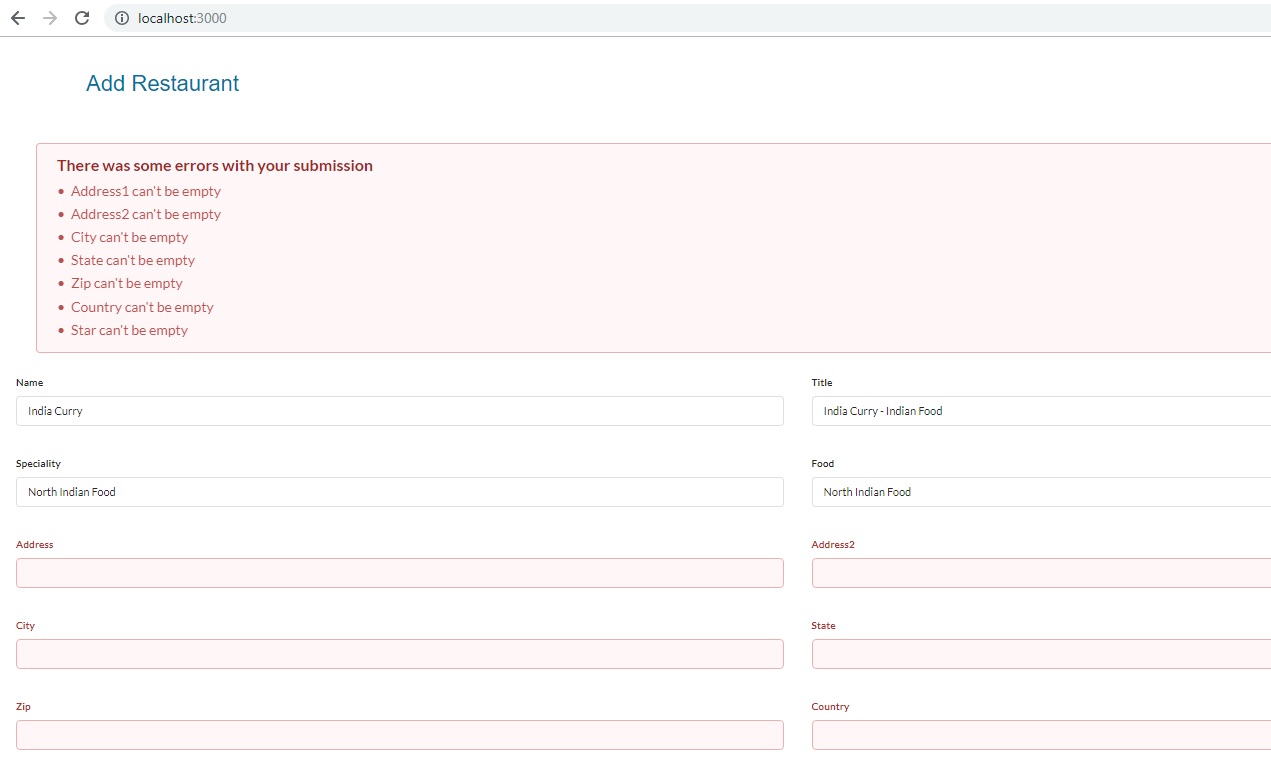 localhost:3000
Add Restaurant
There was some errors with your submission
• Address1 can't be empty
• Address2 can't be empty
• City can't be empty
• State can't be empty
• Zip can't be empty
• Country can't be empty
• Star can't be empty
Name Title
India Curry India Curry - Indian Food
Speciality Food
North Indian Food North Indian Food
Address Address2
City State
Zip Country